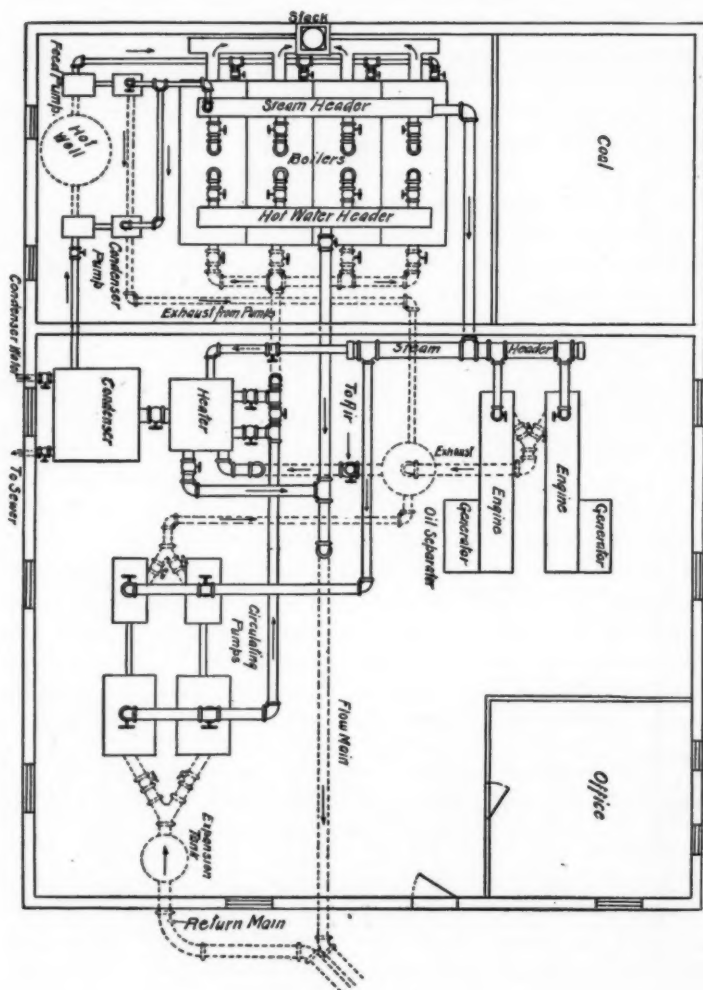 Stack
Feed Pump.
Hot
Well
Steam Header
Boilers
Hot Water Header
Coal
Condenser
Pump
Exhaust from Pumps
Condenser Water
To Sewer
Condenser
Heater
To Air
Steam
Header
Exhaust
Oil Separater
Engine
Engine
Generator
Generator
Circulating
Pumps
Flow Main
Expansion
Tank
Return Main
Office